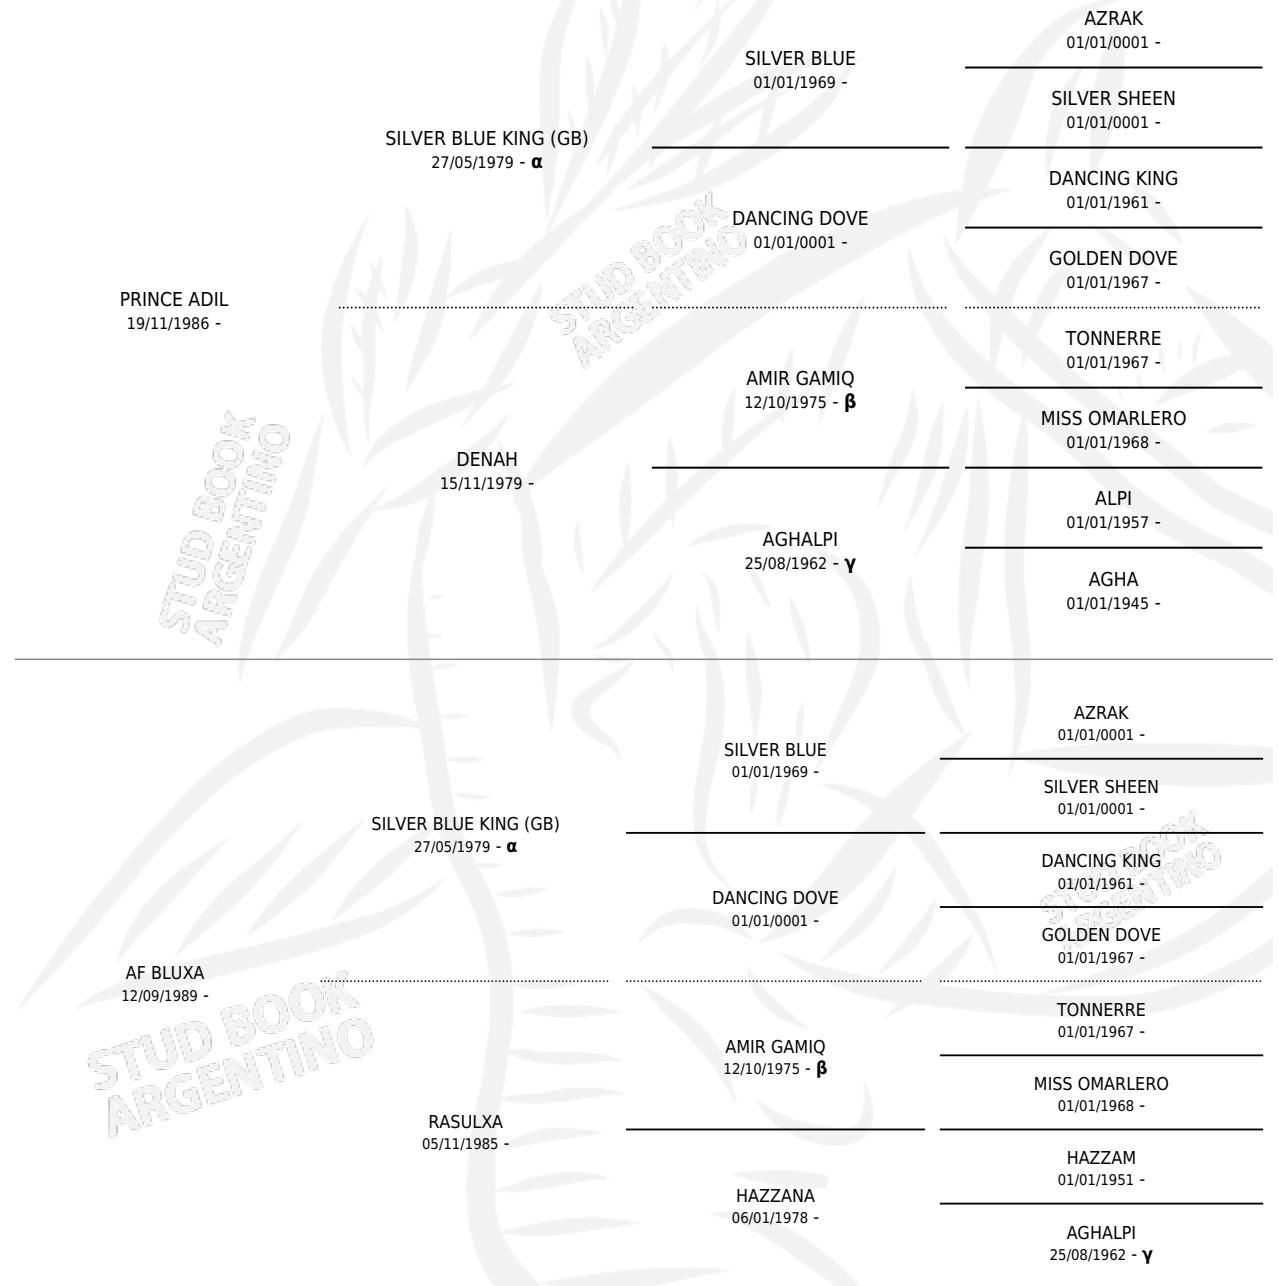 AZRAK
01/01/0001 -
SILVER BLUE
01/01/1969 -
SILVER SHEEN
01/01/0001 -
SILVER BLUE KING (GB)
27/05/1979 - α
DANCING KING
01/01/1961 -
DANCING DOVE
01/01/0001 -
GOLDEN DOVE
01/01/1967 -
PRINCE ADIL
19/11/1986 -
TONNERRE
01/01/1967 -
AMIR GAMIQ
12/10/1975 - β
MISS OMARLERO
01/01/1968 -
DENAH
15/11/1979 -
ALPI
01/01/1957 -
AGHALPI
25/08/1962 - γ
AGHA
01/01/1945 -
STUD BOOK
ARGENTINO
STUD BOOK
ARGENTINO
AZRAK
01/01/0001 -
SILVER BLUE
01/01/1969 -
SILVER SHEEN
01/01/0001 -
SILVER BLUE KING (GB)
27/05/1979 - α
DANCING KING
01/01/1961 -
DANCING DOVE
01/01/0001 -
GOLDEN DOVE
01/01/1967 -
AF BLUXA
12/09/1989 -
TONNERRE
01/01/1967 -
AMIR GAMIQ
12/10/1975 - β
MISS OMARLERO
01/01/1968 -
RASULXA
05/11/1985 -
HAZZAM
01/01/1951 -
HAZZANA
06/01/1978 -
AGHALPI
25/08/1962 - γ
STUD BOOK
ARGENTINO
STUD BOOK
ARGENTINO